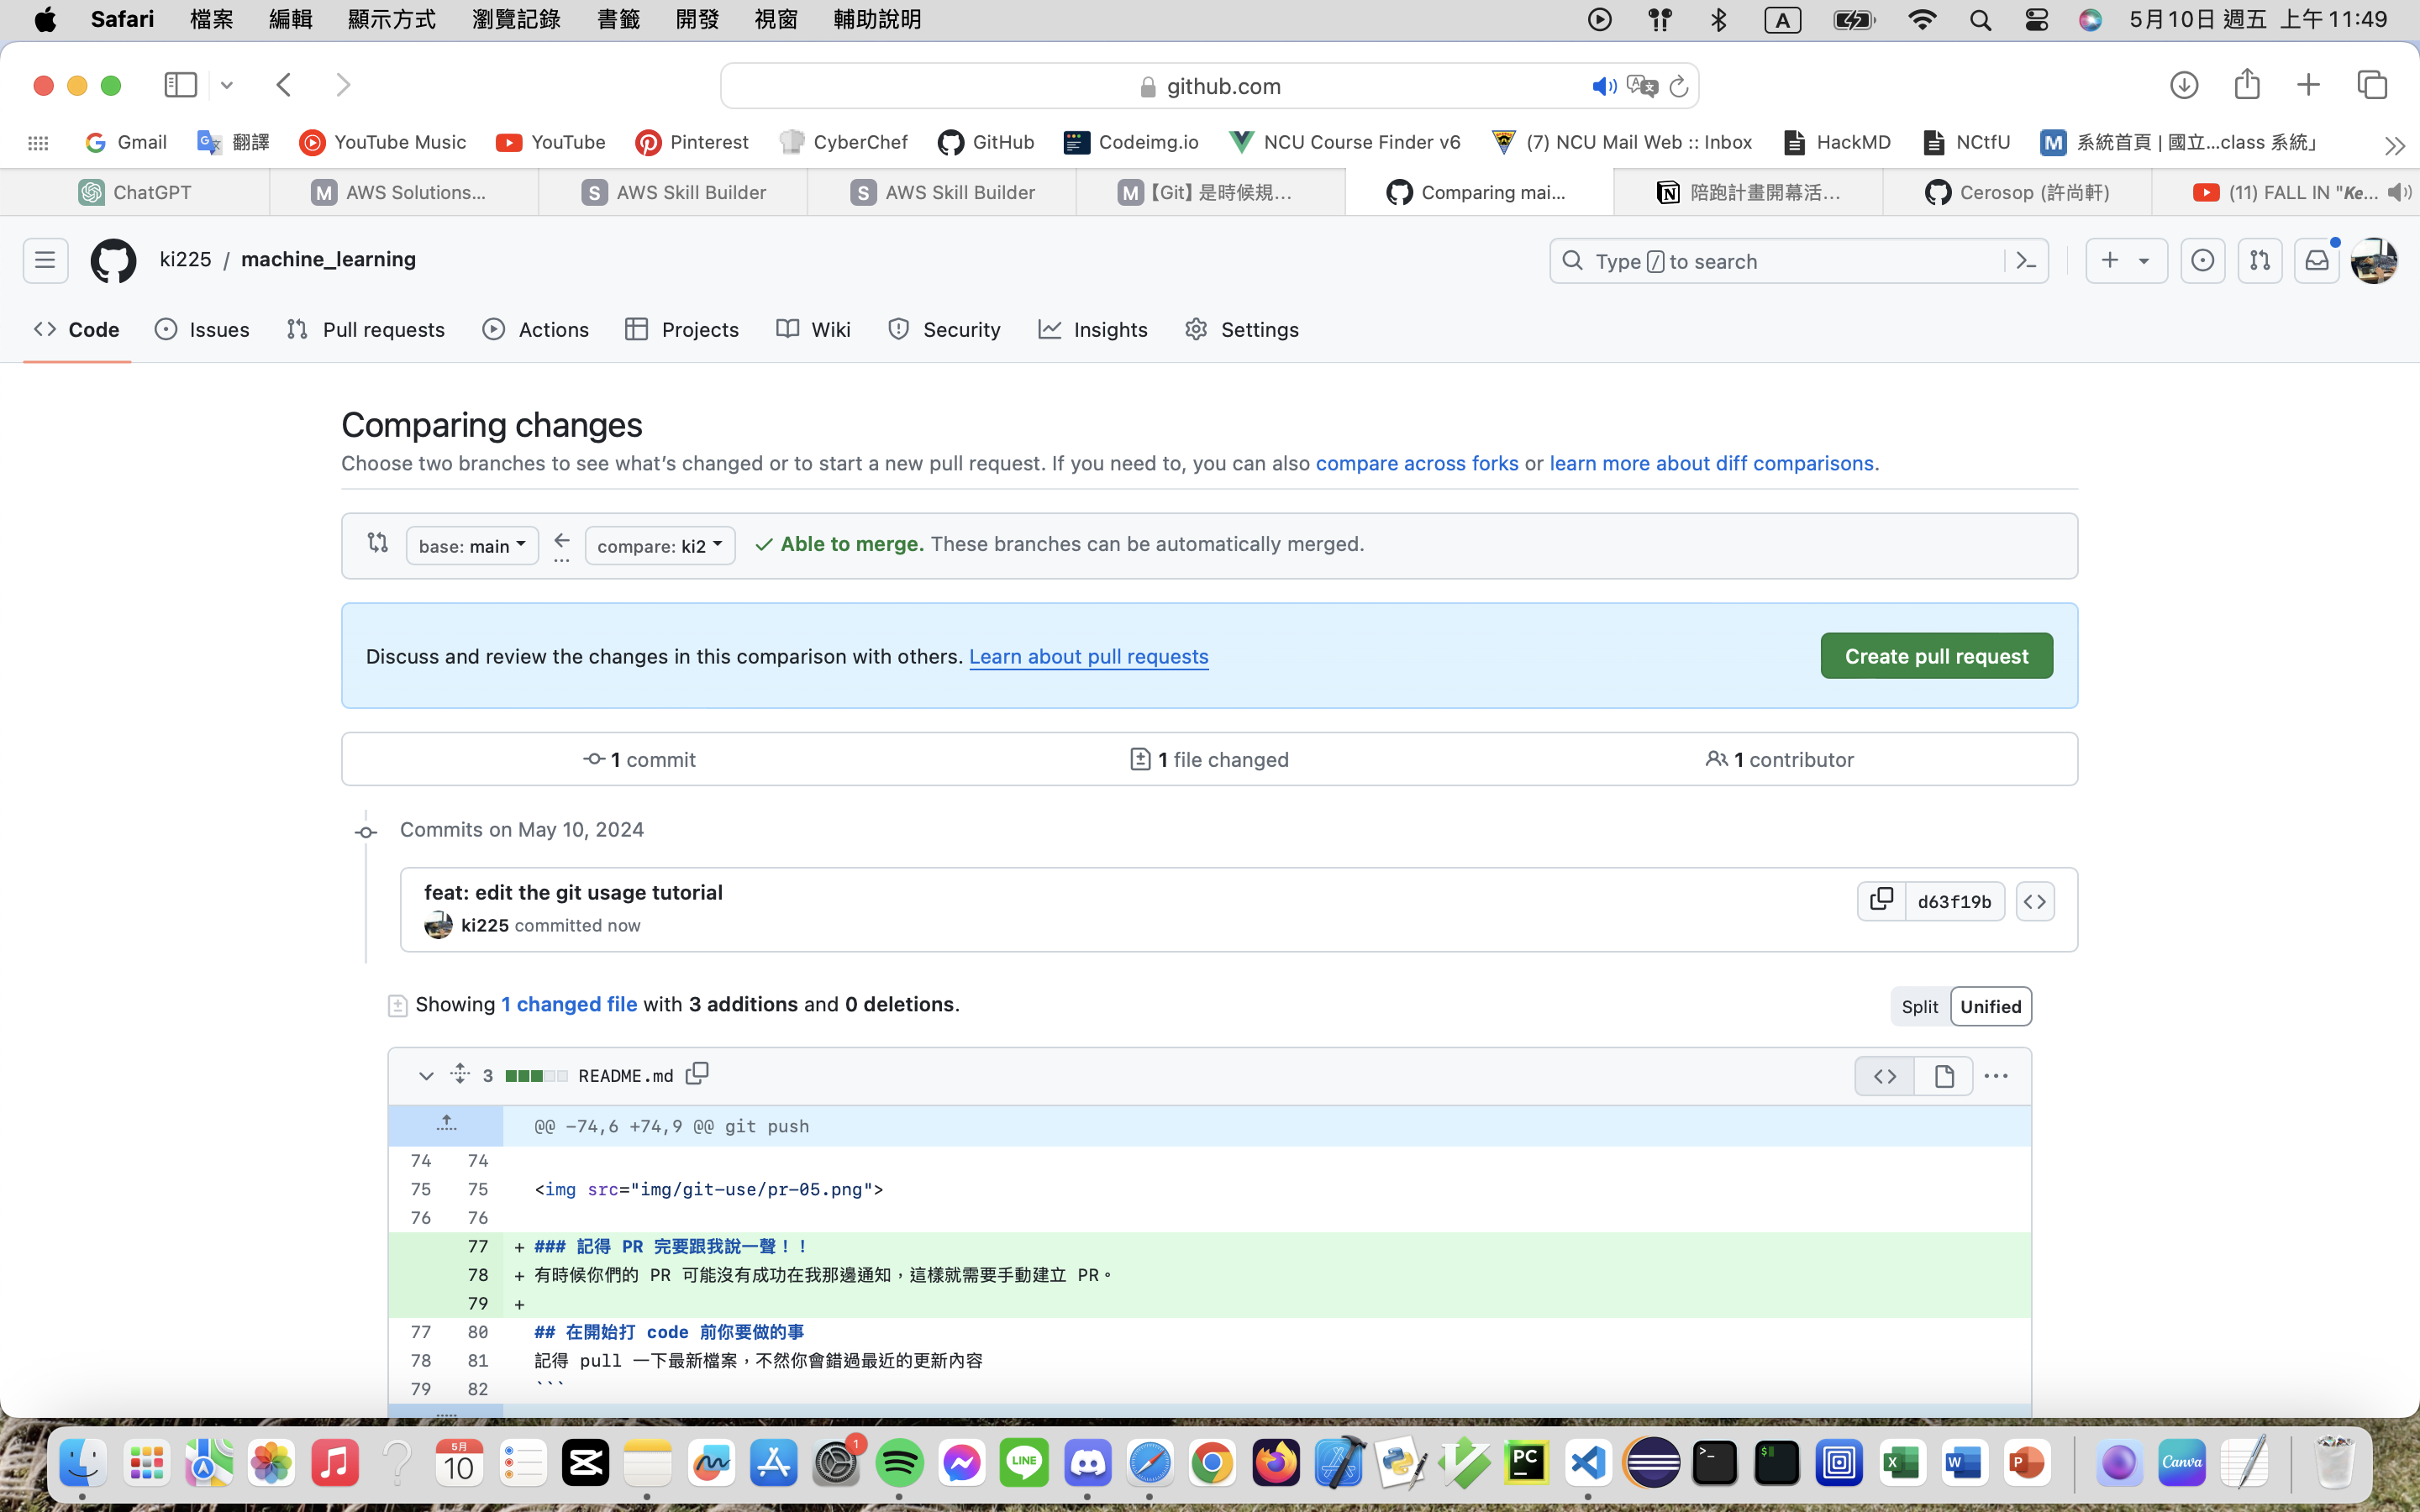 Safari 檔案 編輯 顯示方式 瀏覽記錄 書籤 開發 視窗 輔助說明 A 5月10日 週五 上午 11:49
github.com
Gmail 翻譯 YouTube Music YouTube Pinterest CyberChef GitHub Codeimg.io NCU Course Finder v6 (7) NCU Mail Web :: Inbox HackMD NCtfU M 系統首頁 | 國立...class 系統」
ChatGPT M AWS Solutions... S AWS Skill Builder S AWS Skill Builder M 【Git】是時候規... Comparing mai... 陪跑計畫開幕活... Cerosop (許尚軒) (11) FALL IN "Ke...
ki225 / machine_learning Type / to search
Code Issues Pull requests Actions Projects Wiki Security Insights Settings
Comparing changes
Choose two branches to see what's changed or to start a new pull request. If you need to, you can also compare across forks or learn more about diff comparisons.
base: main ← ... compare: ki2 ✓ Able to merge. These branches can be automatically merged.
Discuss and review the changes in this comparison with others. Learn about pull requests Create pull request
1 commit 1 file changed 1 contributor
Commits on May 10, 2024
feat: edit the git usage tutorial
ki225 committed now d63f19b
Showing 1 changed file with 3 additions and 0 deletions. Split Unified
3 README.md
@@ -74,6 +74,9 @@ git push
74 74
75 75 <img src="img/git-use/pr-05.png">
76 76
77 + ### 記得 PR 完要跟我說一聲！！
78 + 有時候你們的 PR 可能沒有成功在我那邊通知，這樣就需要手動建立 PR。
79 +
77 80 ## 在開始打 code 前你要做的事
78 81 記得 pull 一下最新檔案，不然你會錯過最近的更新內容
79 82 ```
5月 10 1 LINE PC X W P Canva